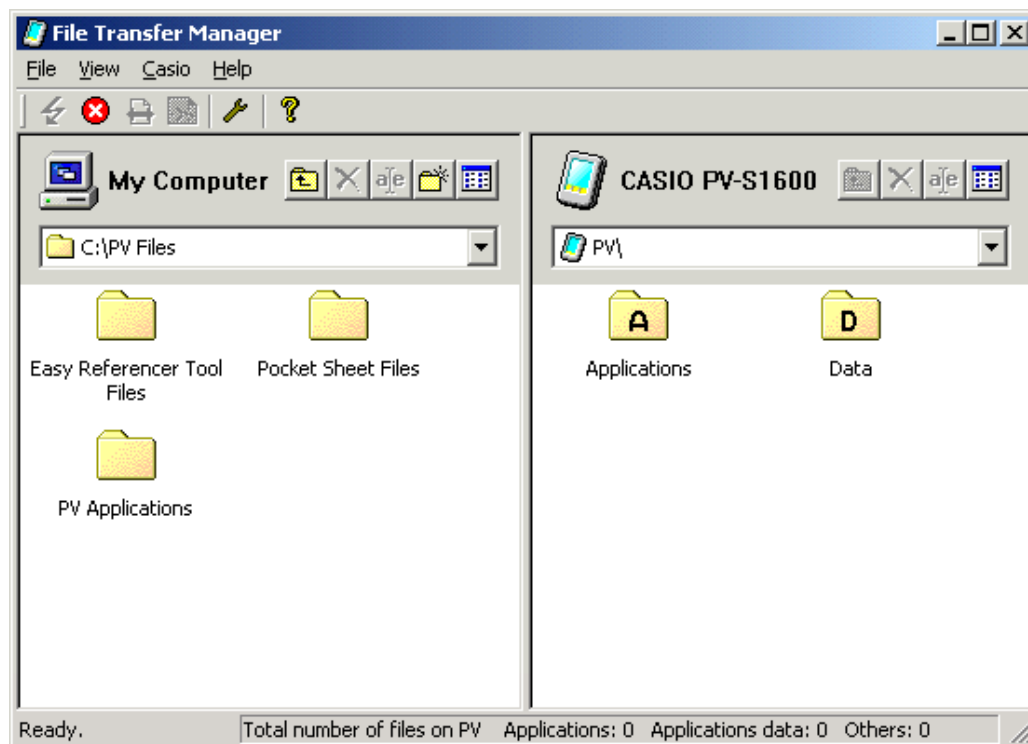 File Transfer Manager
File View Casio Help
My Computer
C:\PV Files
Easy Referencer Tool
Files
Pocket Sheet Files
PV Applications
CASIO PV-S1600
PV\
A
Applications
D
Data
Ready.
Total number of files on PV Applications: 0 Applications data: 0 Others: 0